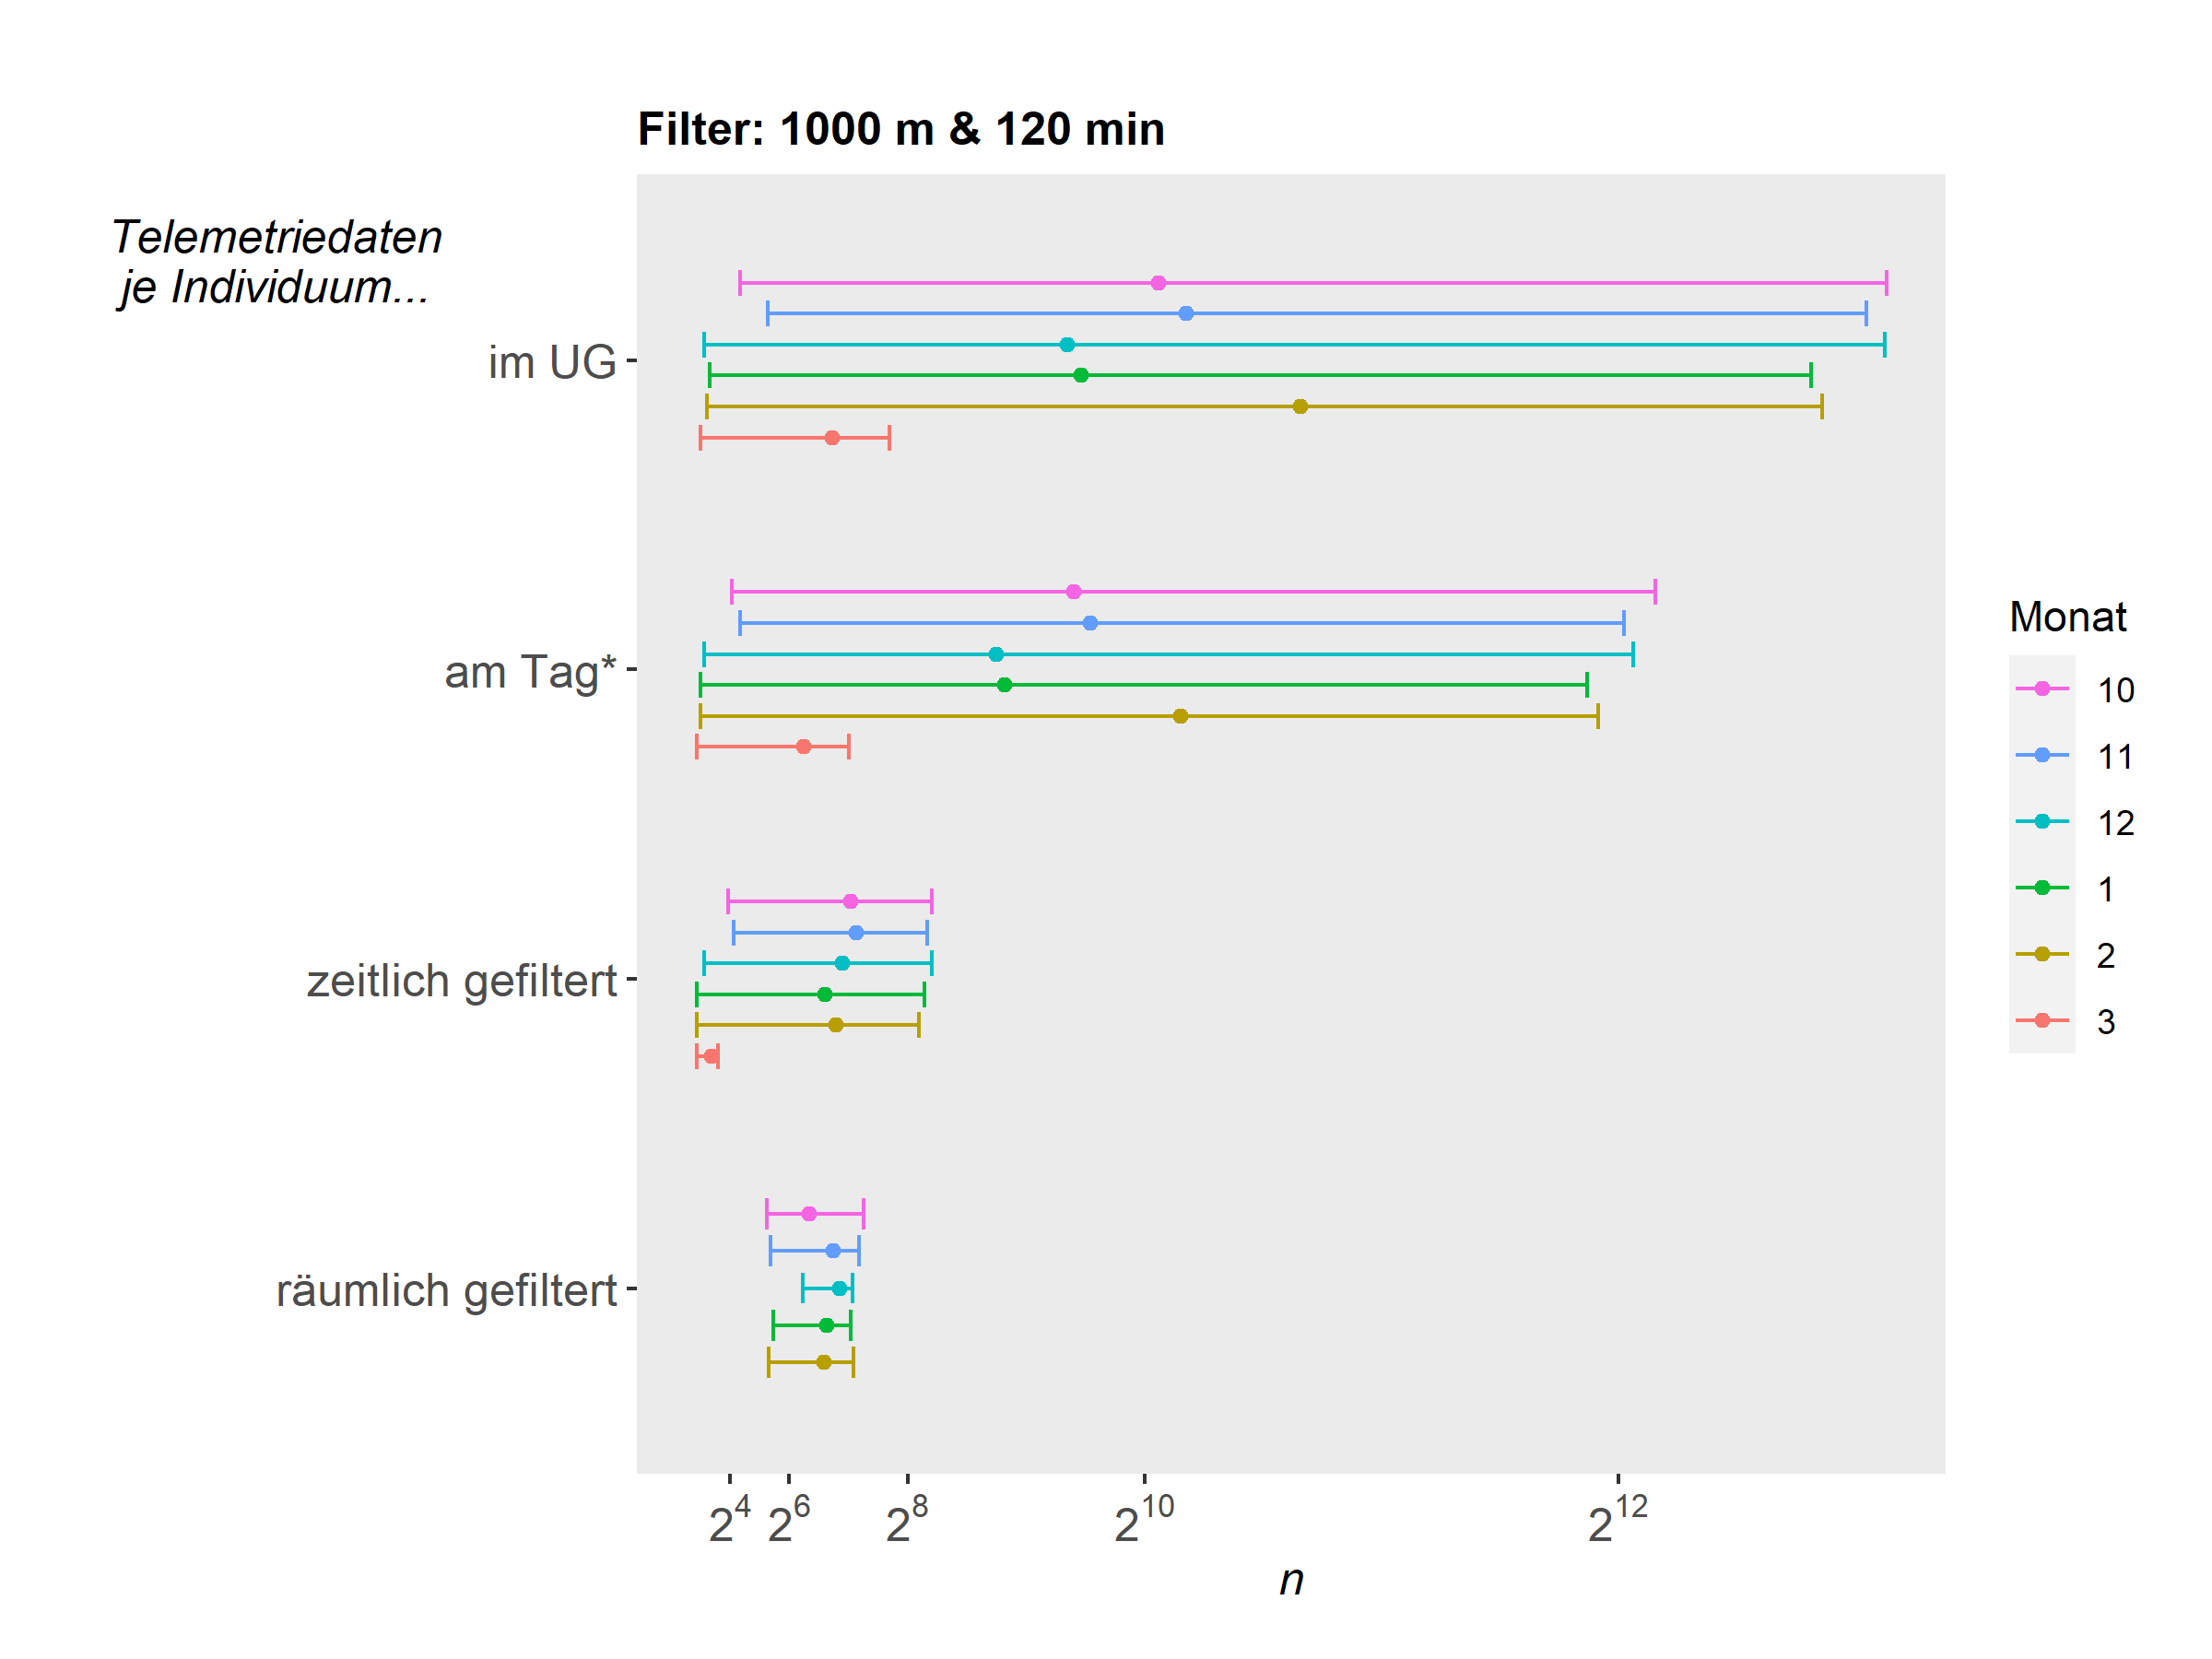 Filter: 1000 m & 120 min
Telemetriedaten
je Individuum...
im UG
am Tag*
zeitlich gefiltert
räumlich gefiltert
2^4 2^6 2^8 2^10 2^12
n
Monat
10
11
12
1
2
3